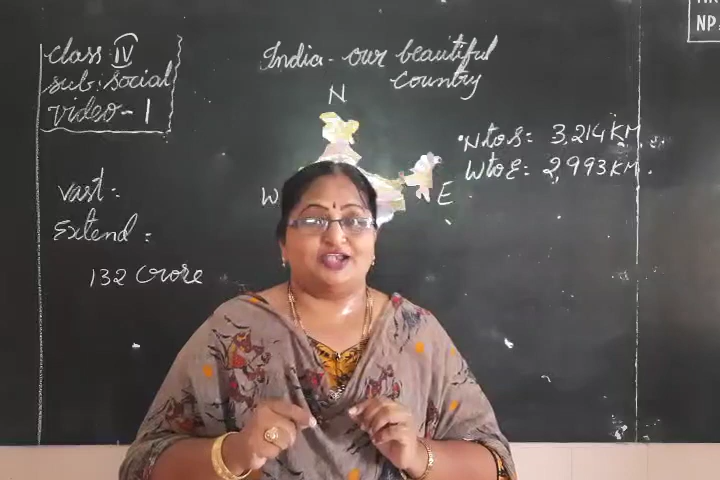 class: IV
sub: Social
video - 1
India - our beautiful
country
N
N to S = 3,214 KM
W to E = 2,993 KM.
W
E
vast :
Extend :
132 Crore
NP